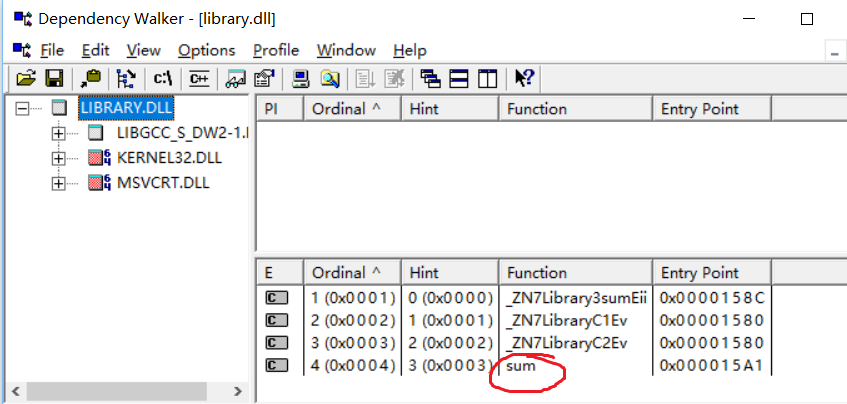 Dependency Walker - [library.dll]
File Edit View Options Profile Window Help
c:\ C++
LIBRARY.DLL
LIBGCC_S_DW2-1.
KERNEL32.DLL
MSVCRT.DLL
PI Ordinal ^ Hint Function Entry Point
E Ordinal ^ Hint Function Entry Point
C 1 (0x0001) 0 (0x0000) _ZN7Library3sumEii 0x0000158C
C 2 (0x0002) 1 (0x0001) _ZN7LibraryC1Ev 0x00001580
C 3 (0x0003) 2 (0x0002) _ZN7LibraryC2Ev 0x00001580
C 4 (0x0004) 3 (0x0003) sum 0x000015A1